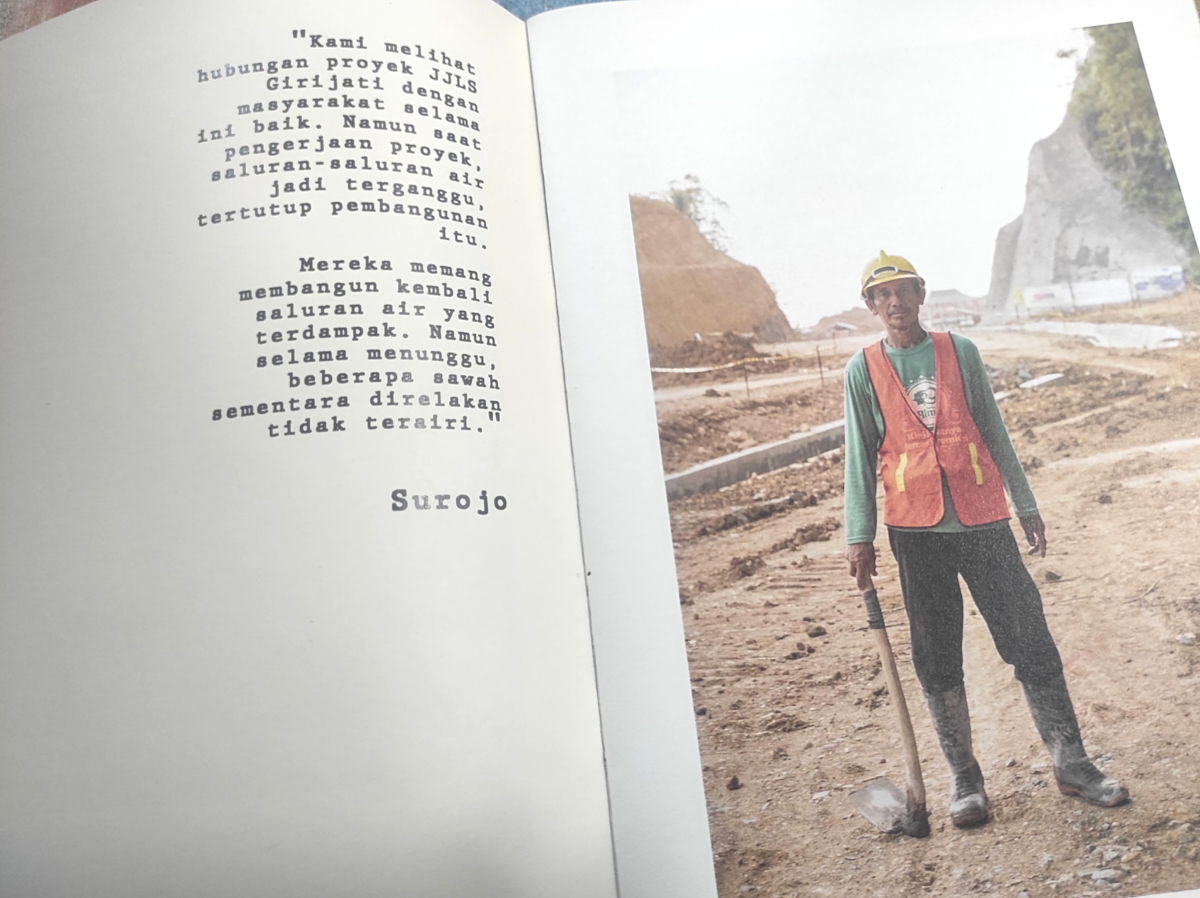 "Kami melihat
hubungan proyek JJLS
Girijati dengan
masyarakat selama
ini baik. Namun saat
pengerjaan proyek,
saluran-saluran air
jadi terganggu,
tertutup pembangunan
itu.
Mereka memang
membangun kembali
saluran air yang
terdampak. Namun
selama menunggu,
beberapa sawah
sementara direlakan
tidak terairi."
Surojo